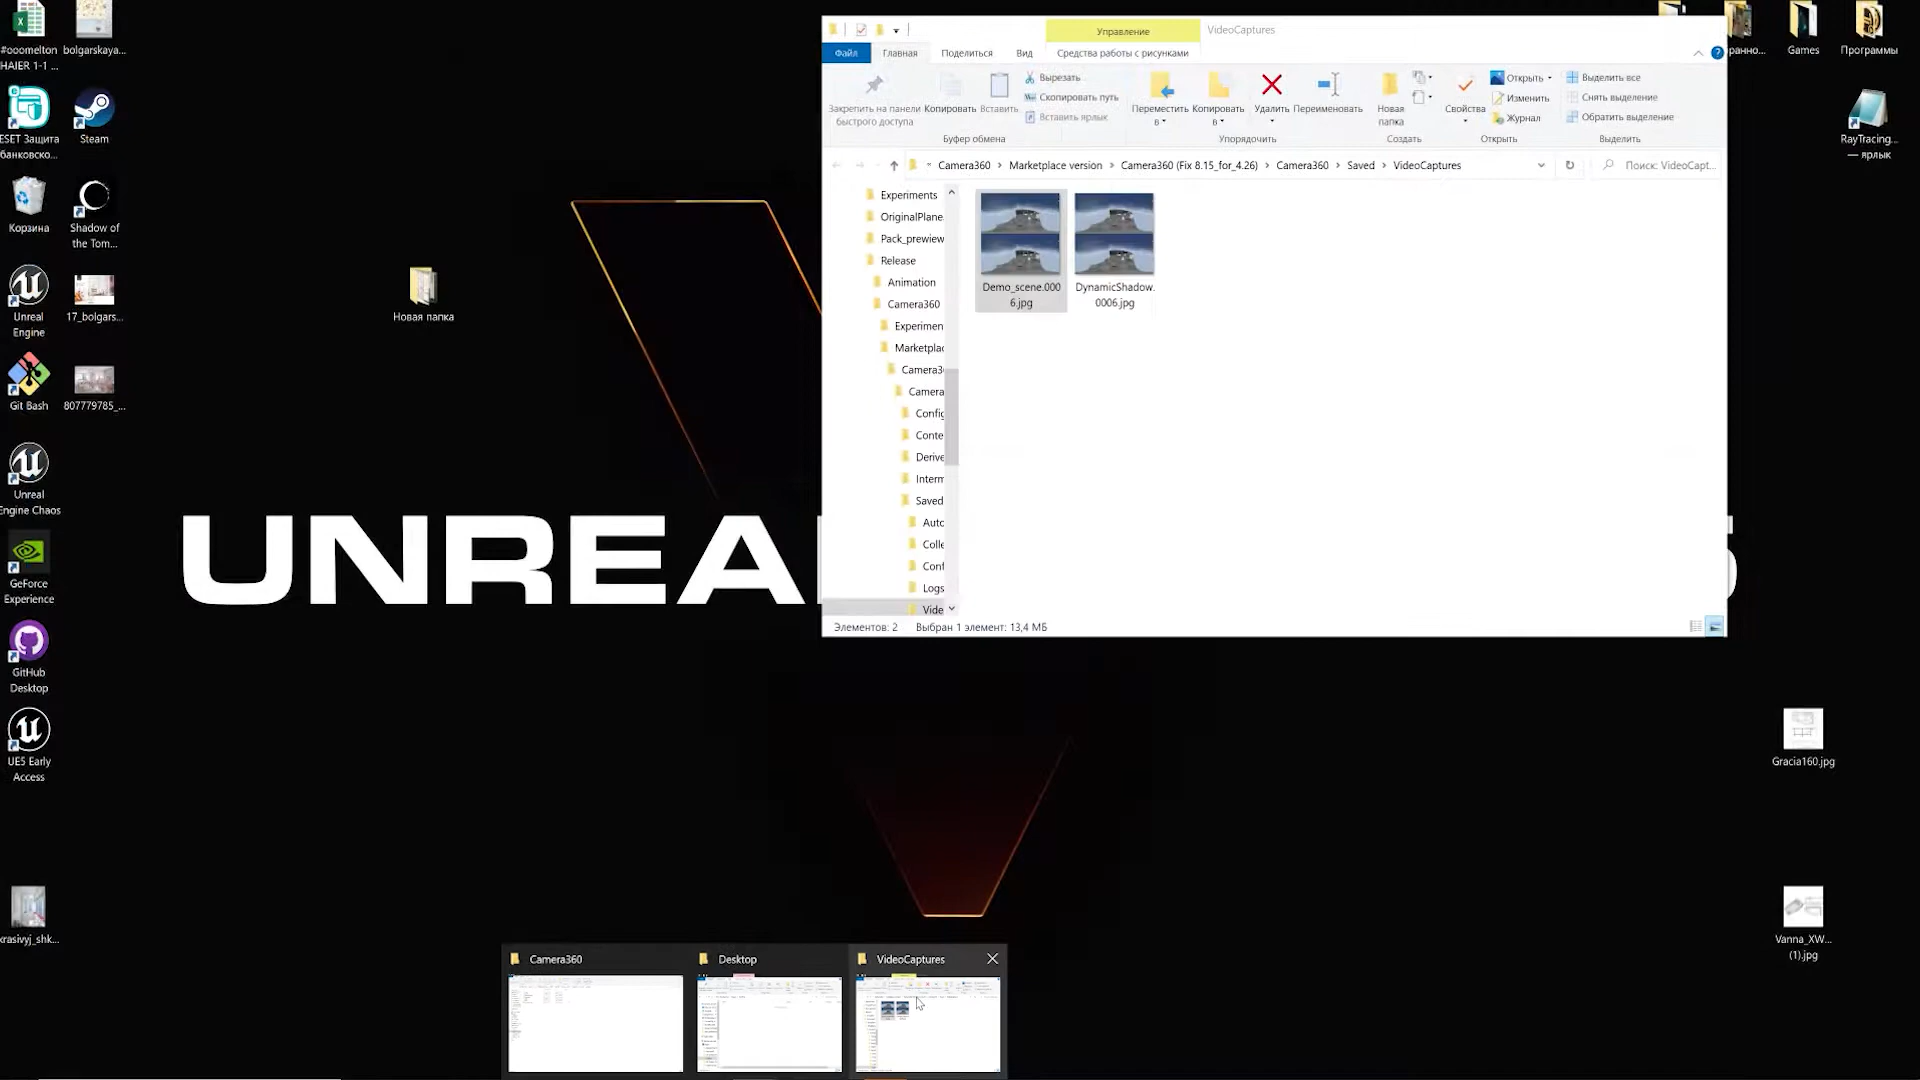 #ooomelton
HAIER 1-1 ...
bolgarskaya...
ESET Защита
банковско...
Steam
Корзина
Shadow of
the Tom...
Unreal
Engine
17_bolgars...
Git Bash
807779785_...
Unreal
Engine Chaos
GeForce
Experience
GitHub
Desktop
UE5 Early
Access
krasivyj_shk...
Новая папка
UNREA
Управление
VideoCaptures
Файл
Главная
Поделиться
Вид
Средства работы с рисунками
Закрепить на панели
быстрого доступа
Копировать
Вставить
Вырезать
Скопировать путь
Вставить ярлык
Буфер обмена
Переместить
в
Копировать
в
Удалить
Переименовать
Упорядочить
Новая
папка
Создать
Свойства
Открыть
Изменить
Журнал
Открыть
Выделить все
Снять выделение
Обратить выделение
Выделить
« Camera360 › Marketplace version › Camera360 (Fix 8.15_for_4.26) › Camera360 › Saved › VideoCaptures
Поиск: VideoCapt...
Experiments
OriginalPlane
Pack_prewiew
Release
Animation
Camera360
Experimen
Marketplac
Camera3
Camera
Config
Conte
Derive
Interm
Saved
Auto
Colle
Conf
Logs
Vide
Demo_scene.000
6.jpg
DynamicShadow.
0006.jpg
Элементов: 2
Выбран 1 элемент: 13,4 МБ
ранно...
Games
Программы
RayTracing...
— ярлык
Gracia160.jpg
Vanna_XW...
(1).jpg
Camera360
Desktop
VideoCaptures